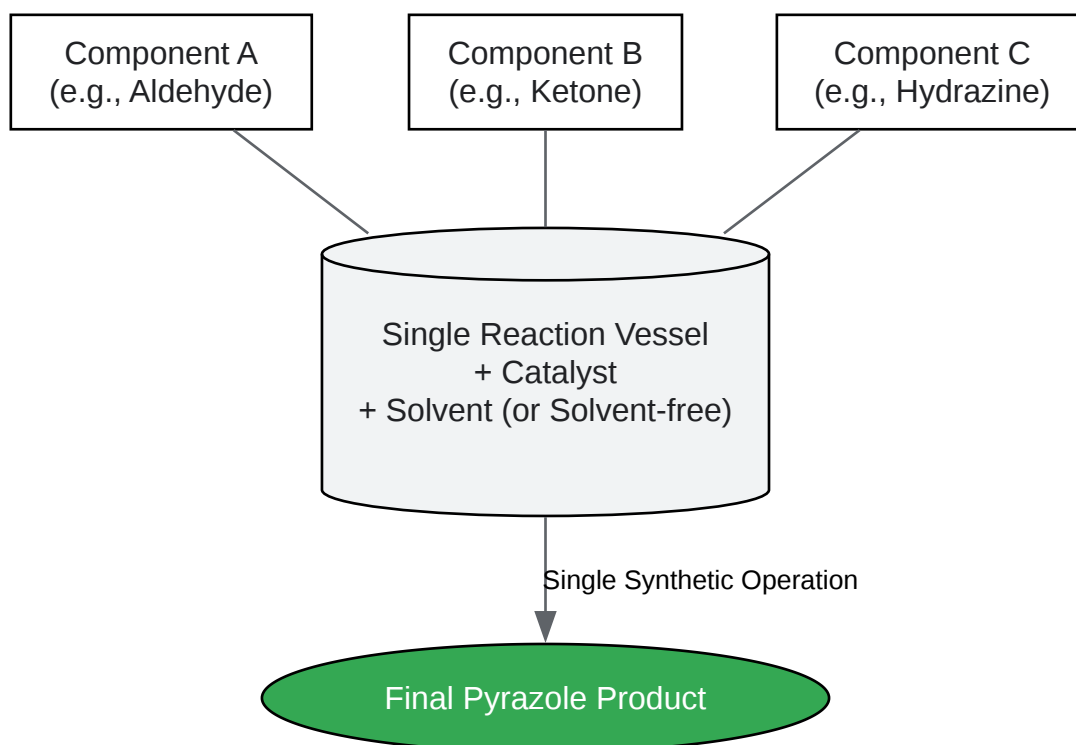 Component A
(e.g., Aldehyde)
Component B
(e.g., Ketone)
Component C
(e.g., Hydrazine)
Single Reaction Vessel
+ Catalyst
+ Solvent (or Solvent-free)
Single Synthetic Operation
Final Pyrazole Product